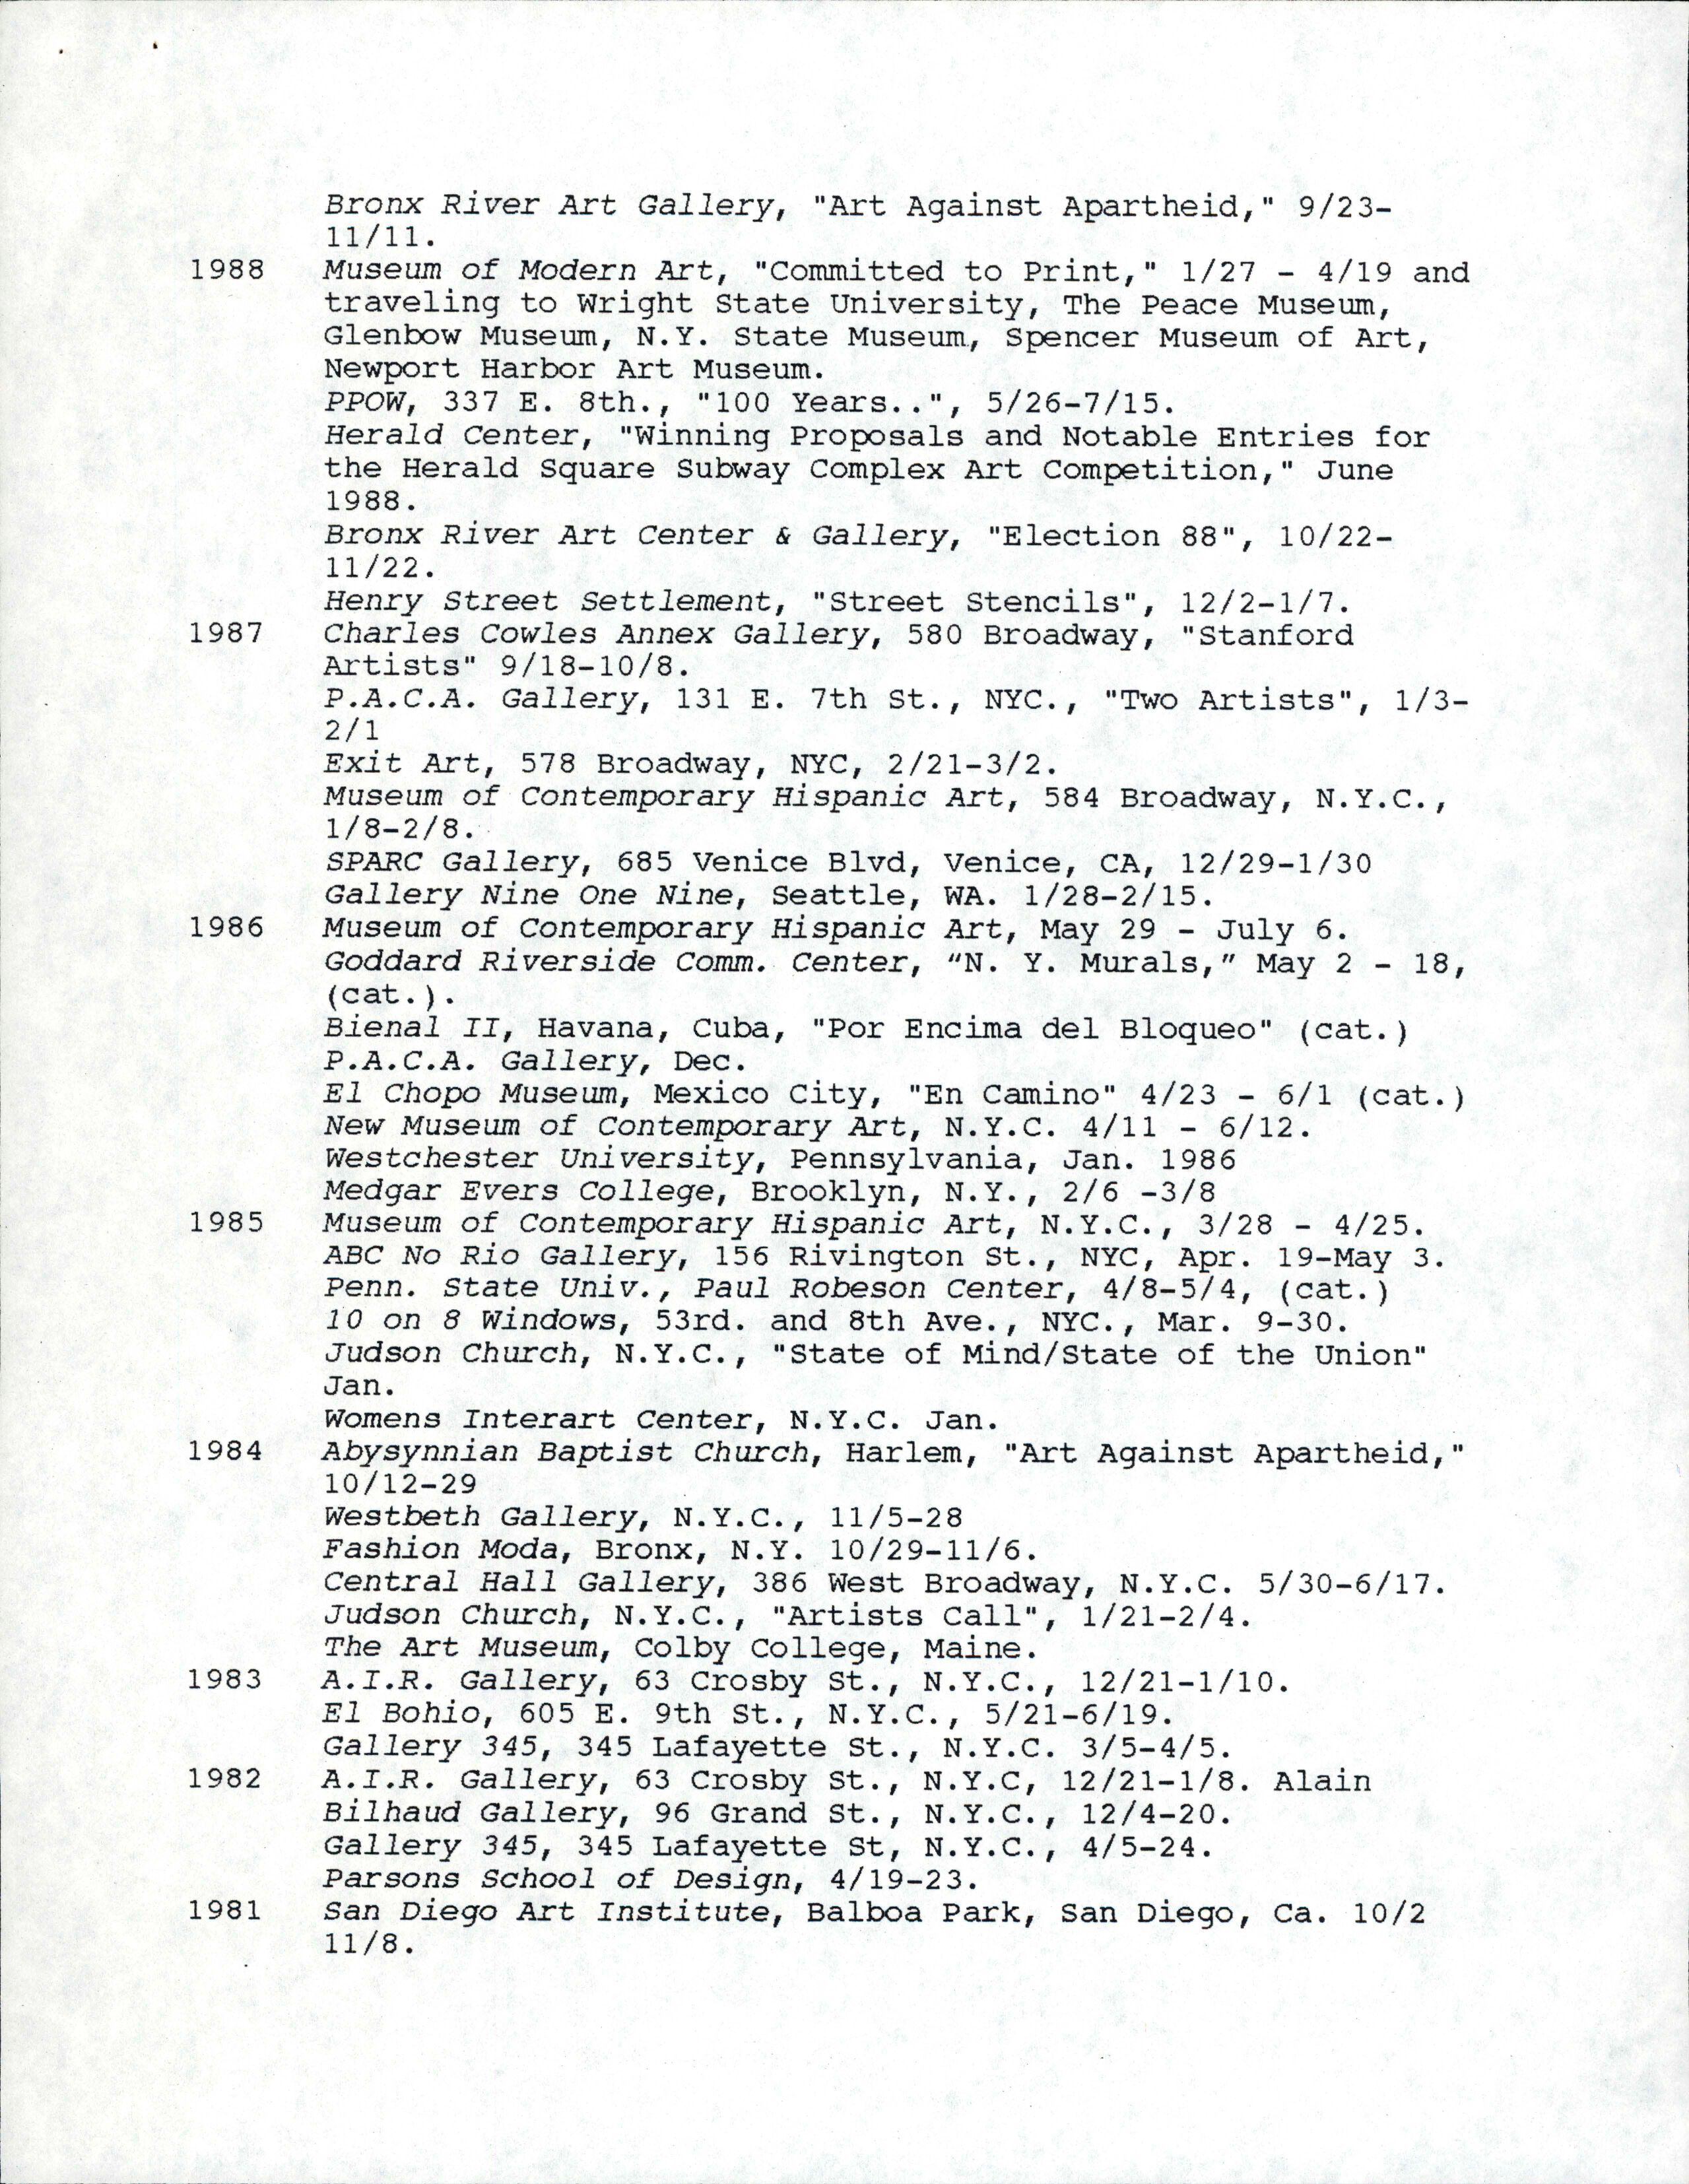 Bronx River Art Gallery, "Art Against Apartheid," 9/23-
11/11.
1988 Museum of Modern Art, "Committed to Print," 1/27 - 4/19 and
traveling to Wright State University, The Peace Museum,
Glenbow Museum, N.Y. State Museum, Spencer Museum of Art,
Newport Harbor Art Museum.
PPOW, 337 E. 8th., "100 Years..", 5/26-7/15.
Herald Center, "Winning Proposals and Notable Entries for
the Herald Square Subway Complex Art Competition," June
1988.
Bronx River Art Center & Gallery, "Election 88", 10/22-
11/22.
Henry Street Settlement, "Street Stencils", 12/2-1/7.
1987 Charles Cowles Annex Gallery, 580 Broadway, "Stanford
Artists" 9/18-10/8.
P.A.C.A. Gallery, 131 E. 7th St., NYC., "Two Artists", 1/3-
2/1
Exit Art, 578 Broadway, NYC, 2/21-3/2.
Museum of Contemporary Hispanic Art, 584 Broadway, N.Y.C.,
1/8-2/8.
SPARC Gallery, 685 Venice Blvd, Venice, CA, 12/29-1/30
Gallery Nine One Nine, Seattle, WA. 1/28-2/15.
1986 Museum of Contemporary Hispanic Art, May 29 - July 6.
Goddard Riverside Comm. Center, "N. Y. Murals," May 2 - 18,
(cat.).
Bienal II, Havana, Cuba, "Por Encima del Bloqueo" (cat.)
P.A.C.A. Gallery, Dec.
El Chopo Museum, Mexico City, "En Camino" 4/23 - 6/1 (cat.)
New Museum of Contemporary Art, N.Y.C. 4/11 - 6/12.
Westchester University, Pennsylvania, Jan. 1986
Medgar Evers College, Brooklyn, N.Y., 2/6 -3/8
1985 Museum of Contemporary Hispanic Art, N.Y.C., 3/28 - 4/25.
ABC No Rio Gallery, 156 Rivington St., NYC, Apr. 19-May 3.
Penn. State Univ., Paul Robeson Center, 4/8-5/4, (cat.)
10 on 8 Windows, 53rd. and 8th Ave., NYC., Mar. 9-30.
Judson Church, N.Y.C., "State of Mind/State of the Union"
Jan.
Womens Interart Center, N.Y.C. Jan.
1984 Abysynnian Baptist Church, Harlem, "Art Against Apartheid,"
10/12-29
Westbeth Gallery, N.Y.C., 11/5-28
Fashion Moda, Bronx, N.Y. 10/29-11/6.
Central Hall Gallery, 386 West Broadway, N.Y.C. 5/30-6/17.
Judson Church, N.Y.C., "Artists Call", 1/21-2/4.
The Art Museum, Colby College, Maine.
1983 A.I.R. Gallery, 63 Crosby St., N.Y.C., 12/21-1/10.
El Bohio, 605 E. 9th St., N.Y.C., 5/21-6/19.
Gallery 345, 345 Lafayette St., N.Y.C. 3/5-4/5.
1982 A.I.R. Gallery, 63 Crosby St., N.Y.C, 12/21-1/8. Alain
Bilhaud Gallery, 96 Grand St., N.Y.C., 12/4-20.
Gallery 345, 345 Lafayette St, N.Y.C., 4/5-24.
Parsons School of Design, 4/19-23.
1981 San Diego Art Institute, Balboa Park, San Diego, Ca. 10/2
11/8.